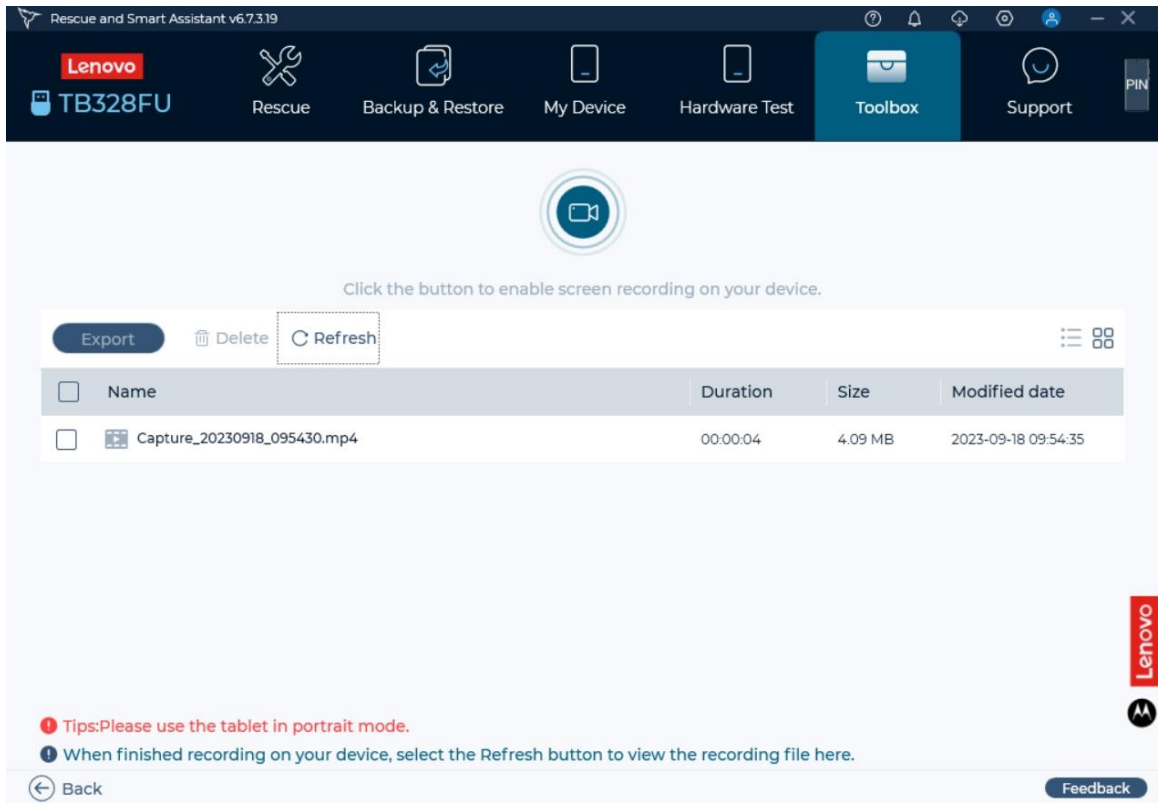 Rescue and Smart Assistant v6.7.3.19
Lenovo
TB328FU
Rescue
Backup & Restore
My Device
Hardware Test
Toolbox
Support
PIN
Click the button to enable screen recording on your device.
Export
Delete
Refresh
Name
Duration
Size
Modified date
Capture_20230918_095430.mp4
00:00:04
4.09 MB
2023-09-18 09:54:35
Lenovo
Tips:Please use the tablet in portrait mode.
When finished recording on your device, select the Refresh button to view the recording file here.
Back
Feedback